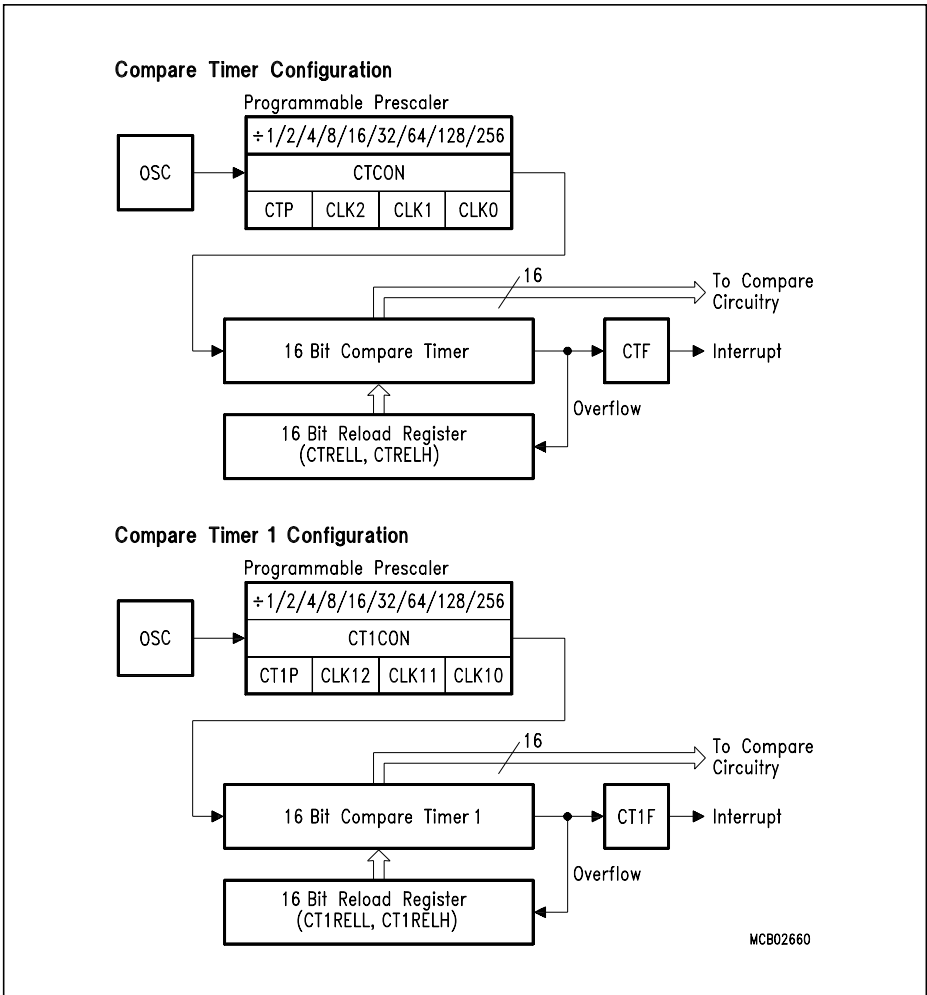 Compare Timer Configuration
Programmable Prescaler
÷1/2/4/8/16/32/64/128/256
OSC
CTCON
CTP CLK2 CLK1 CLK0
16
To Compare
Circuitry
16 Bit Compare Timer
CTF
Interrupt
Overflow
16 Bit Reload Register
(CTRELL, CTRELH)
Compare Timer 1 Configuration
Programmable Prescaler
÷1/2/4/8/16/32/64/128/256
OSC
CT1CON
CT1P CLK12 CLK11 CLK10
16
To Compare
Circuitry
16 Bit Compare Timer 1
CT1F
Interrupt
Overflow
16 Bit Reload Register
(CT1RELL, CT1RELH)
MCB02660